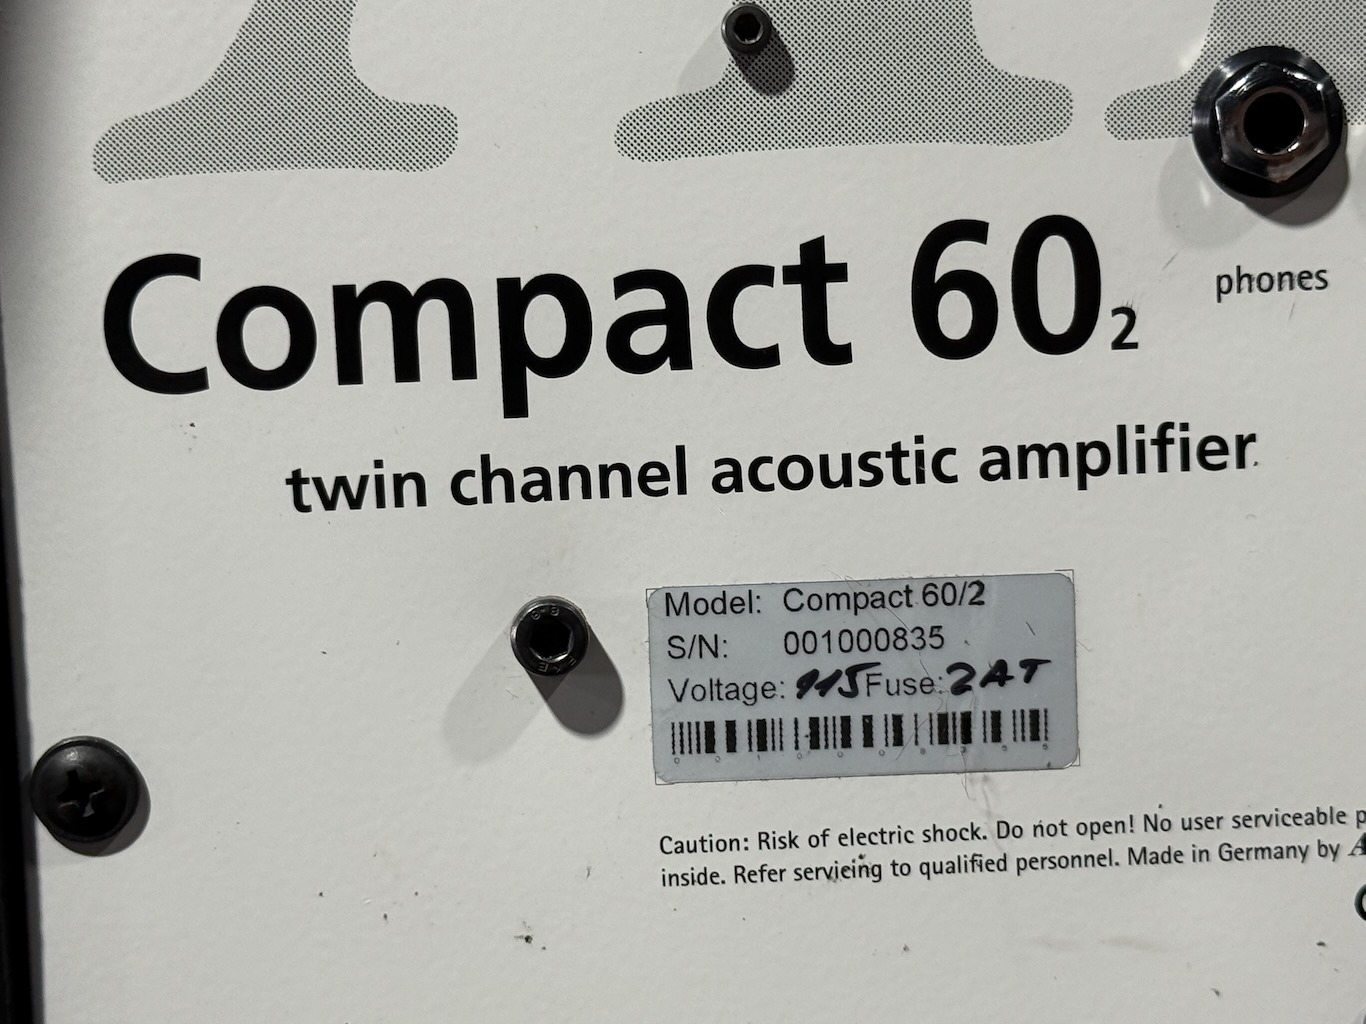 Compact 60₂
phones
twin channel acoustic amplifier
Model: Compact 60/2
S/N: 001000835
Voltage: 115 Fuse: 2AT
Caution: Risk of electric shock. Do not open! No user serviceable
inside. Refer servicing to qualified personnel. Made in Germany by